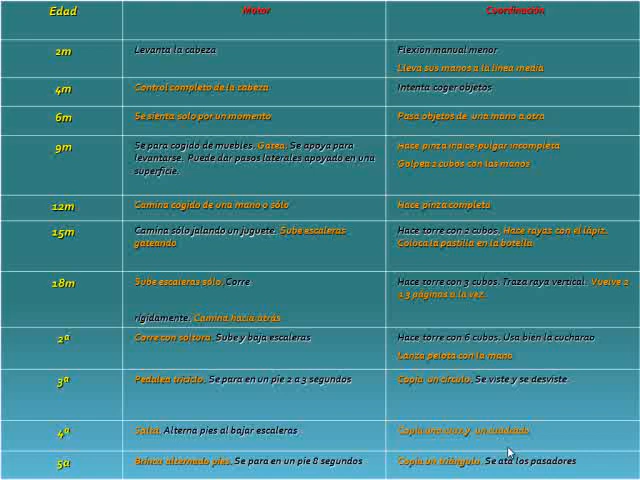 Edad Motor Coordinación
2m Levanta la cabeza Flexión manual menor
Lleva sus manos a la línea media
4m Control completo de la cabeza Intenta coger objetos
6m Se sienta solo por un momento Pasa objetos de una mano a otra
9m Se para cogido de muebles. Gatea. Se apoya para Hace pinza índice-pulgar incompleta
levantarse. Puede dar pasos laterales apoyado en una Golpea 2 cubos con las manos
superficie.
12m Camina cogido de una mano o sólo Hace pinza completa
15m Camina sólo jalando un juguete. Sube escaleras Hace torre con 2 cubos. Hace rayas con el lápiz.
gateando Coloca la pastilla en la botella
18m Sube escaleras sólo. Corre Hace torre con 3 cubos. Traza raya vertical. Vuelve 2
ó 3 páginas a la vez.
rígidamente. Camina hacia atrás
2a Corre con soltura. Sube y baja escaleras Hace torre con 6 cubos. Usa bien la cucharao
Lanza pelota con la mano
3a Pedalea triciclo. Se para en un pie 2 a 3 segundos Copia un círculo. Se viste y se desviste
4a Salta. Alterna pies al bajar escaleras Copia una cruz y un cuadrado
5a Brinca alternado pies. Se para en un pie 8 segundos Copia un triángulo. Se ata los pasadores